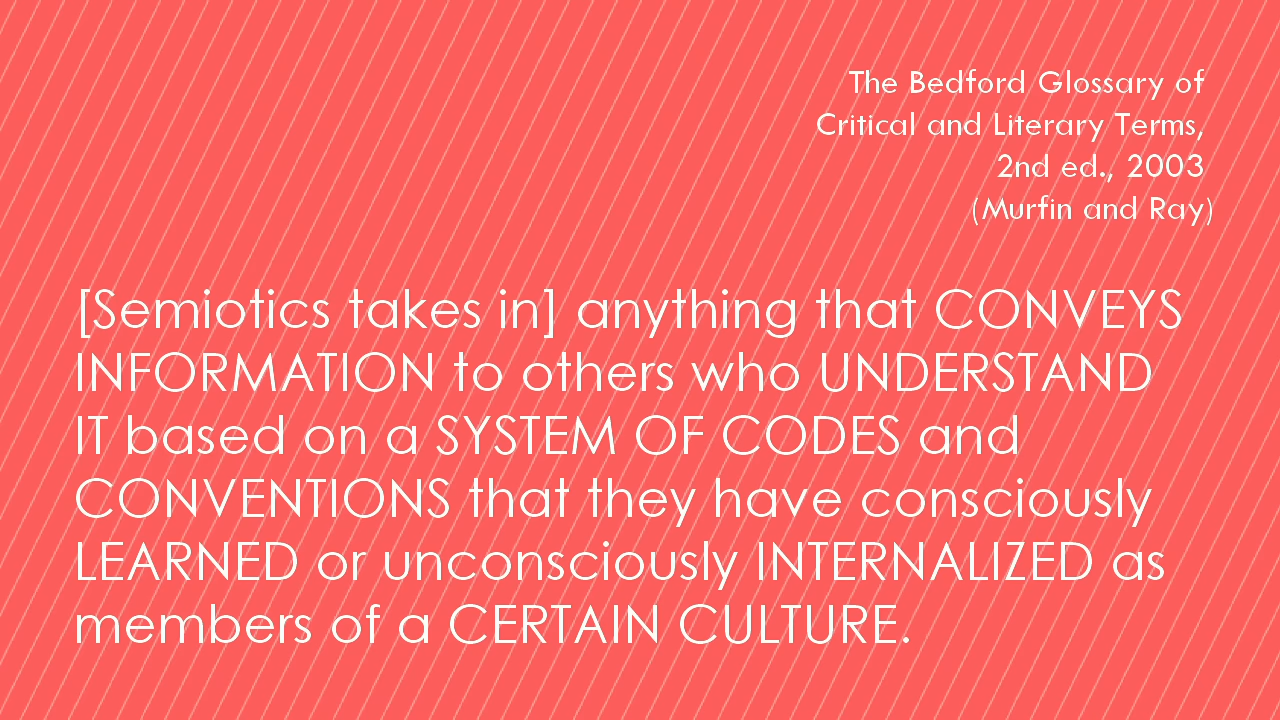 The Bedford Glossary of
Critical and Literary Terms,
2nd ed., 2003
(Murfin and Ray)
[Semiotics takes in] anything that CONVEYS
INFORMATION to others who UNDERSTAND
IT based on a SYSTEM OF CODES and
CONVENTIONS that they have consciously
LEARNED or unconsciously INTERNALIZED as
members of a CERTAIN CULTURE.